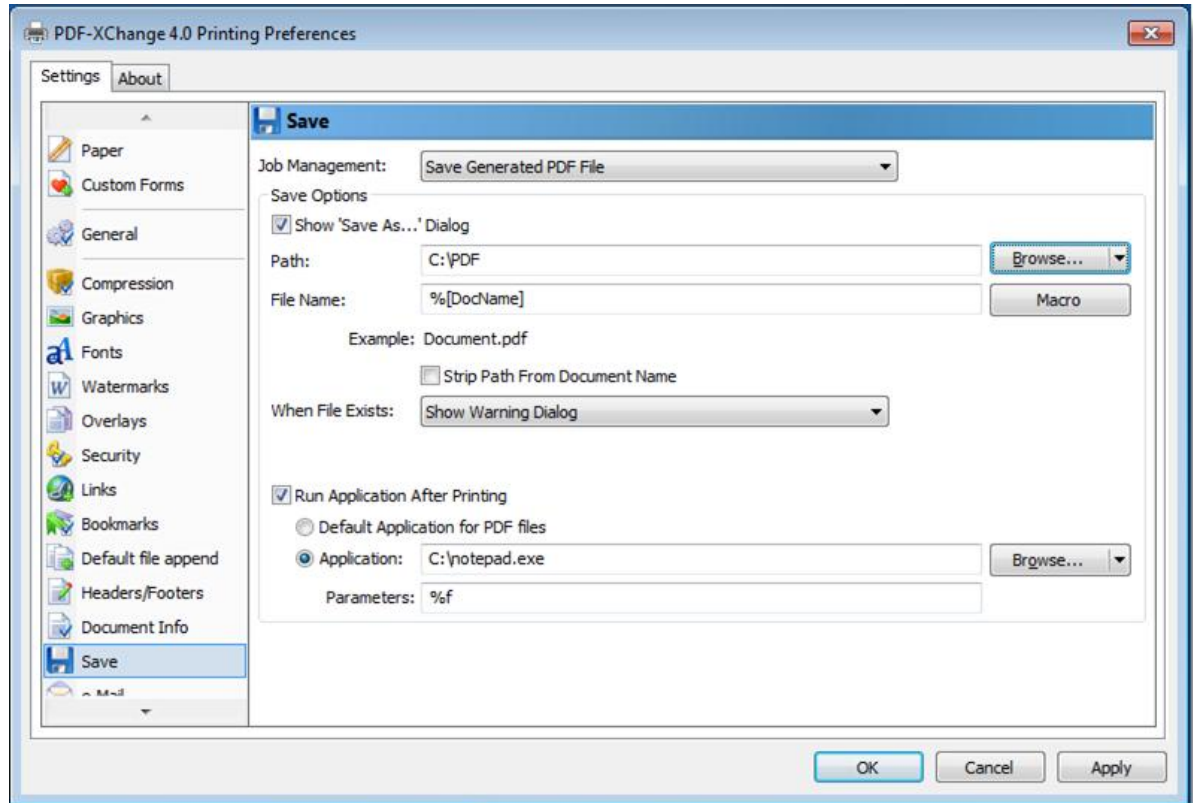 PDF-XChange 4.0 Printing Preferences
Settings About
Paper
Custom Forms
General
Compression
Graphics
Fonts
Watermarks
Overlays
Security
Links
Bookmarks
Default file append
Headers/Footers
Document Info
Save
e-Mail
Save
Job Management: Save Generated PDF File
Save Options
Show 'Save As...' Dialog
Path: C:\PDF Browse...
File Name: %[DocName] Macro
Example: Document.pdf
Strip Path From Document Name
When File Exists: Show Warning Dialog
Run Application After Printing
Default Application for PDF files
Application: C:\notepad.exe Browse...
Parameters: %f
OK Cancel Apply